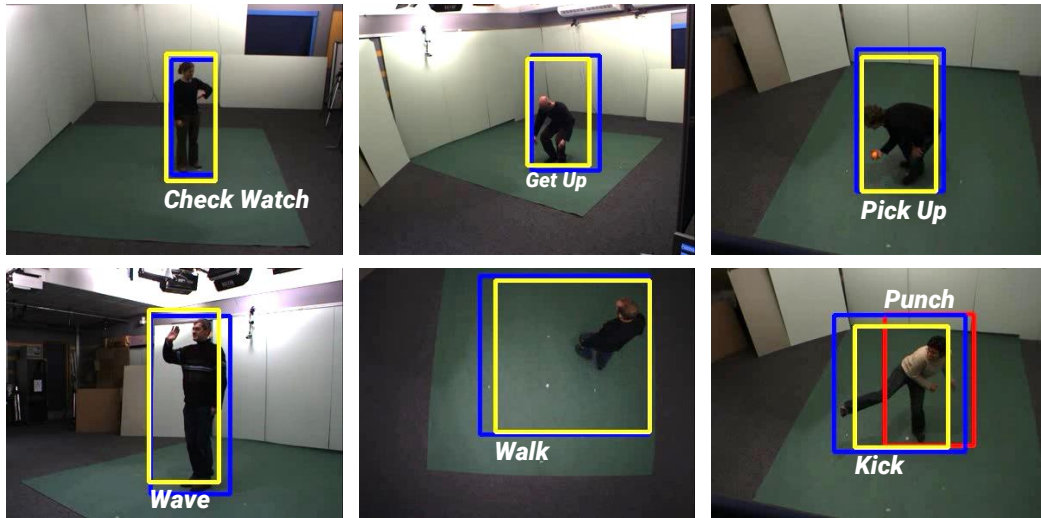 Check Watch
Get Up
Pick Up
Wave
Walk
Punch
Kick